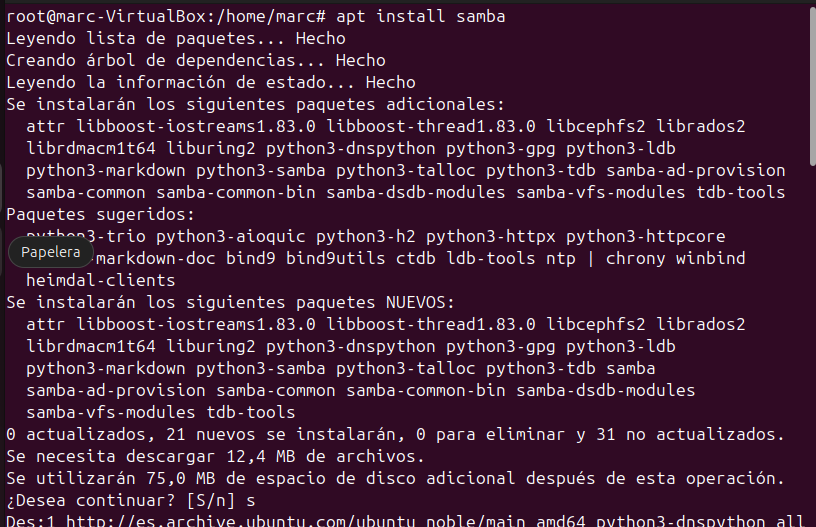 root@marc-VirtualBox:/home/marc# apt install samba
Leyendo lista de paquetes... Hecho
Creando árbol de dependencias... Hecho
Leyendo la información de estado... Hecho
Se instalarán los siguientes paquetes adicionales:
attr libboost-iostreams1.83.0 libboost-thread1.83.0 libcephfs2 librados2
librdmacm1t64 liburing2 python3-dnspython python3-gpg python3-ldb
python3-markdown python3-samba python3-talloc python3-tdb samba-ad-provision
samba-common samba-common-bin samba-dsdb-modules samba-vfs-modules tdb-tools
Paquetes sugeridos:
python3-trio python3-aioquic python3-h2 python3-httpx python3-httpcore
Papelera
-markdown-doc bind9 bind9utils ctdb ldb-tools ntp | chrony winbind
heimdal-clients
Se instalarán los siguientes paquetes NUEVOS:
attr libboost-iostreams1.83.0 libboost-thread1.83.0 libcephfs2 librados2
librdmacm1t64 liburing2 python3-dnspython python3-gpg python3-ldb
python3-markdown python3-samba python3-talloc python3-tdb samba
samba-ad-provision samba-common samba-common-bin samba-dsdb-modules
samba-vfs-modules tdb-tools
0 actualizados, 21 nuevos se instalarán, 0 para eliminar y 31 no actualizados.
Se necesita descargar 12,4 MB de archivos.
Se utilizarán 75,0 MB de espacio de disco adicional después de esta operación.
¿Desea continuar? [S/n] s
Des:1 http://es.archive.ubuntu.com/ubuntu noble/main amd64 python3-dnspython all